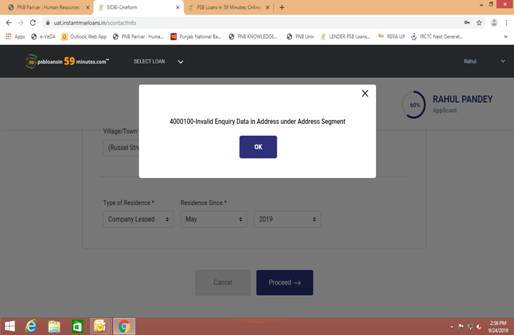 PNB Parivar : Human Resources
SIDBI-Oneform
PSB Loans in 59 Minutes: Online
uat.instantmseloans.in/scontactInfo
Apps
e-VeDA
Outlook Web App
PNB Parivar : Huma...
Punjab National Ba...
PNB KNOWLEDGE...
PNB Univ
LENDER-PSB Loans...
RERA UP
IRCTC Next Generat...
psbloansin 59 minutes.com
SELECT LOAN
Rahul
X
4000100-Invalid Enquiry Data in Address under Address Segment
OK
60%
RAHUL PANDEY
Applicant
Village/Town
(Russel Stre
Type of Residence *
Residence Since *
Company Leased
May
2019
Cancel
Proceed →
2:56 PM
9/24/2019